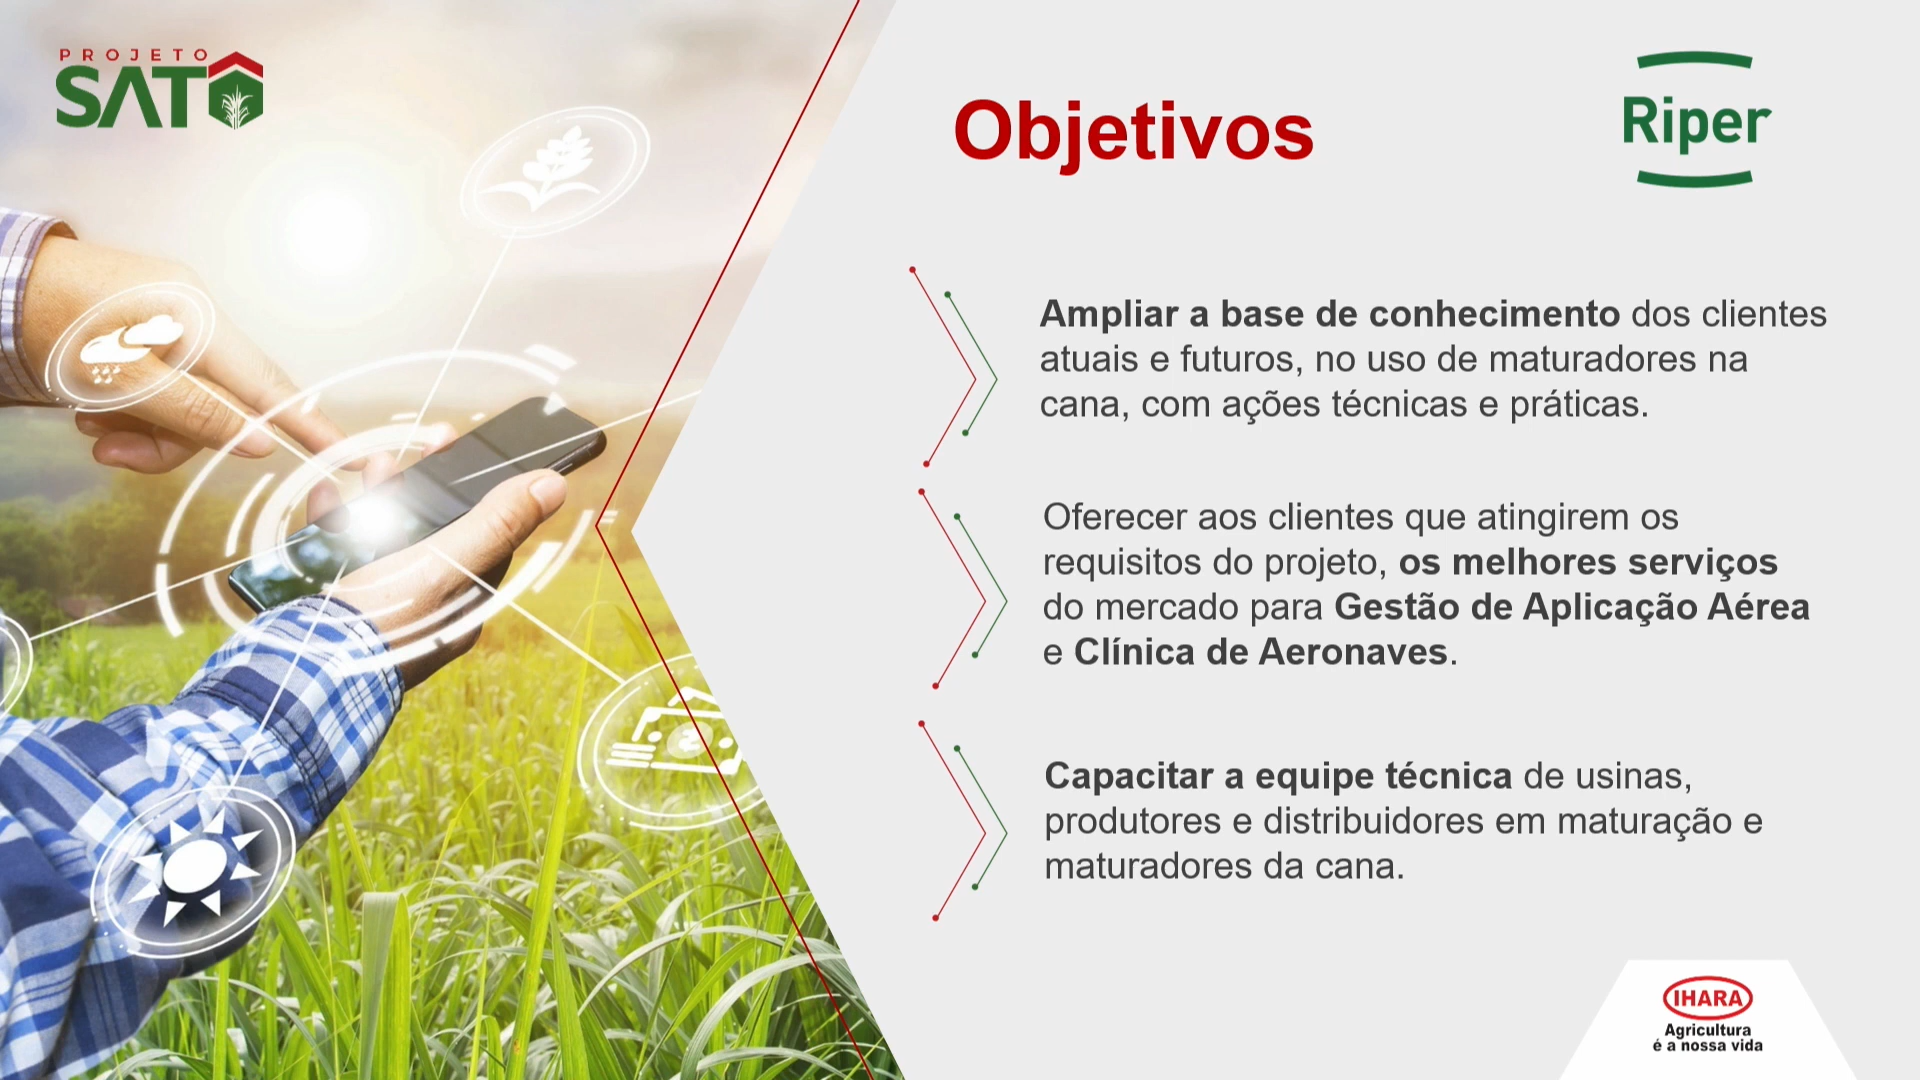 PROJETO
SATO
Objetivos
Riper
Ampliar a base de conhecimento dos clientes
atuais e futuros, no uso de maturadores na
cana, com ações técnicas e práticas.
Oferecer aos clientes que atingirem os
requisitos do projeto, os melhores serviços
do mercado para Gestão de Aplicação Aérea
e Clínica de Aeronaves.
Capacitar a equipe técnica de usinas,
produtores e distribuidores em maturação e
maturadores da cana.
IHARA
Agricultura
é a nossa vida